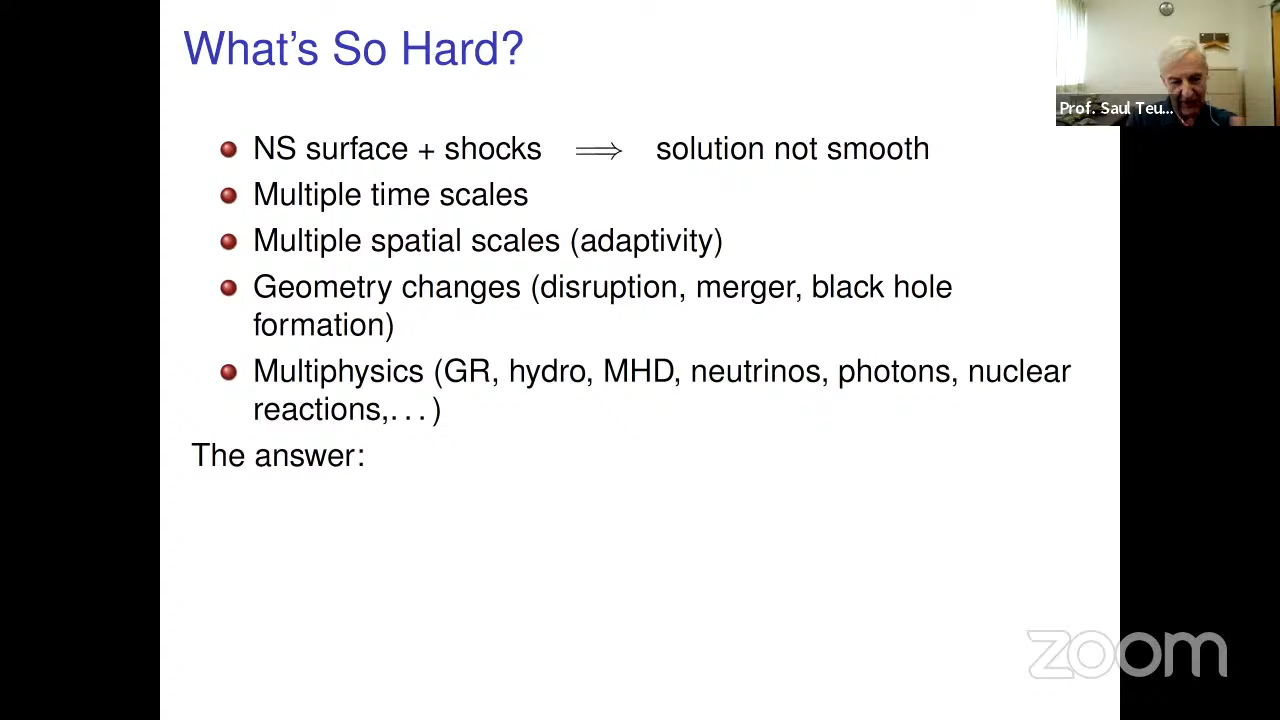 What's So Hard?
Prof. Saul Teu...
NS surface + shocks ⟹ solution not smooth
Multiple time scales
Multiple spatial scales (adaptivity)
Geometry changes (disruption, merger, black hole
formation)
Multiphysics (GR, hydro, MHD, neutrinos, photons, nuclear
reactions,. . . )
The answer:
zoom